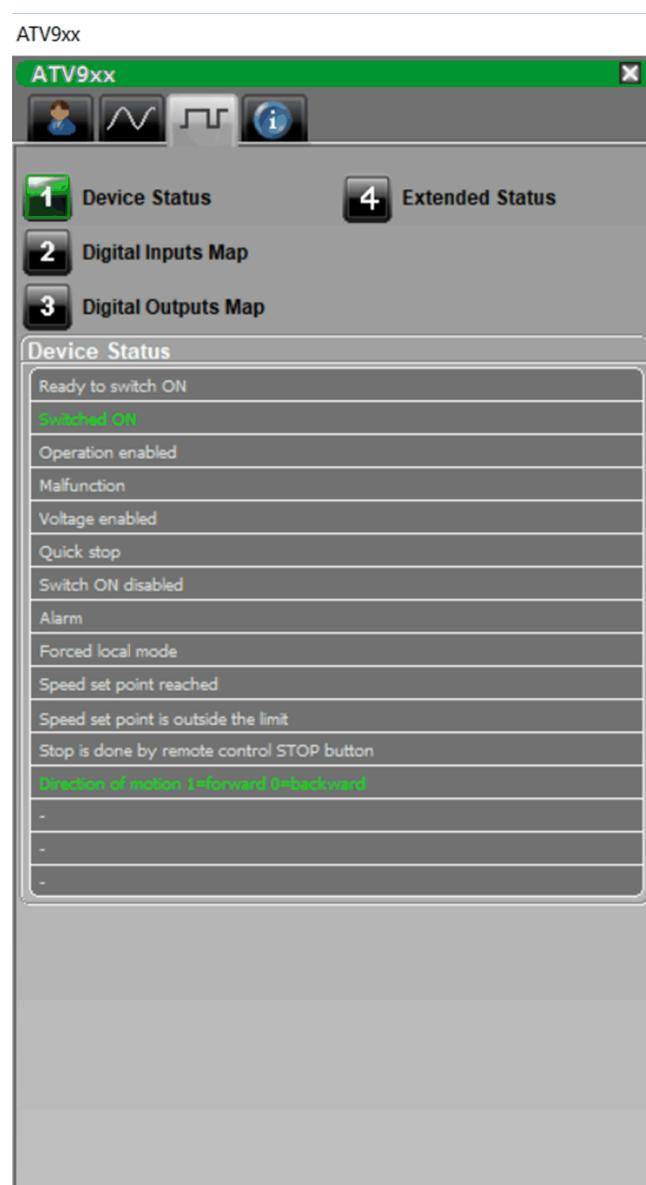 ATV9xx
ATV9xx
1 Device Status
4 Extended Status
2 Digital Inputs Map
3 Digital Outputs Map
Device Status
Ready to switch ON
Switched ON
Operation enabled
Malfunction
Voltage enabled
Quick stop
Switch ON disabled
Alarm
Forced local mode
Speed set point reached
Speed set point is outside the limit
Stop is done by remote control STOP button
Direction of motion 1=forward 0=backward
-
-
-